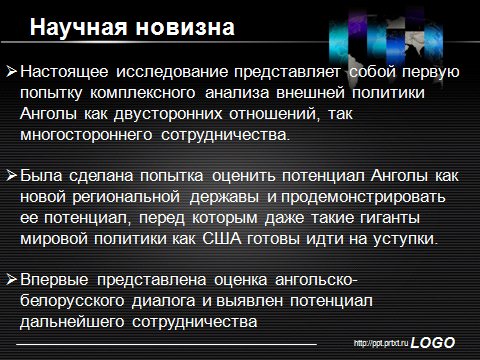 Научная новизна
Настоящее исследование представляет собой первую
попытку комплексного анализа внешней политики
Анголы как двусторонних отношений, так
многостороннего сотрудничества.
Была сделана попытка оценить потенциал Анголы как
новой региональной державы и продемонстрировать
ее потенциал, перед которым даже такие гиганты
мировой политики как США готовы идти на уступки.
Впервые представлена оценка ангольско-
белорусского диалога и выявлен потенциал
дальнейшего сотрудничества
http://ppt.prtxt.ru LOGO